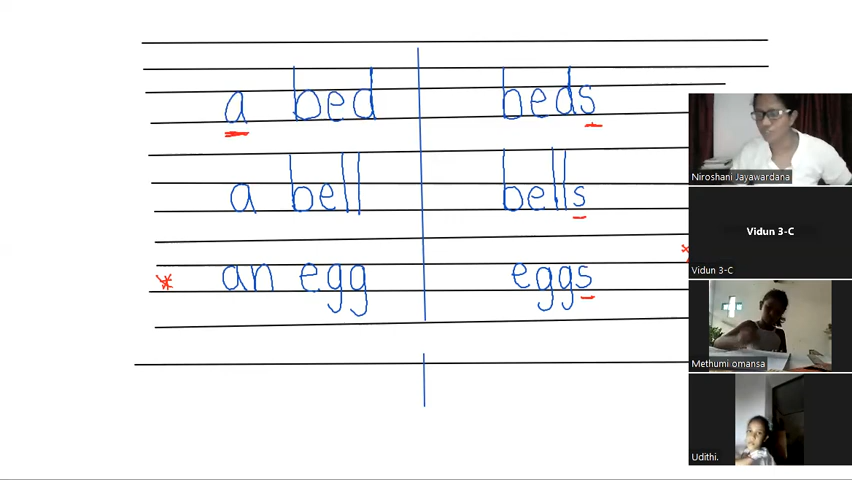 a bed beds
a bell bells
* an egg eggs *
Niroshani Jayawardana
Vidun 3-C
Vidun 3-C
Methumi omansa
Udithi.